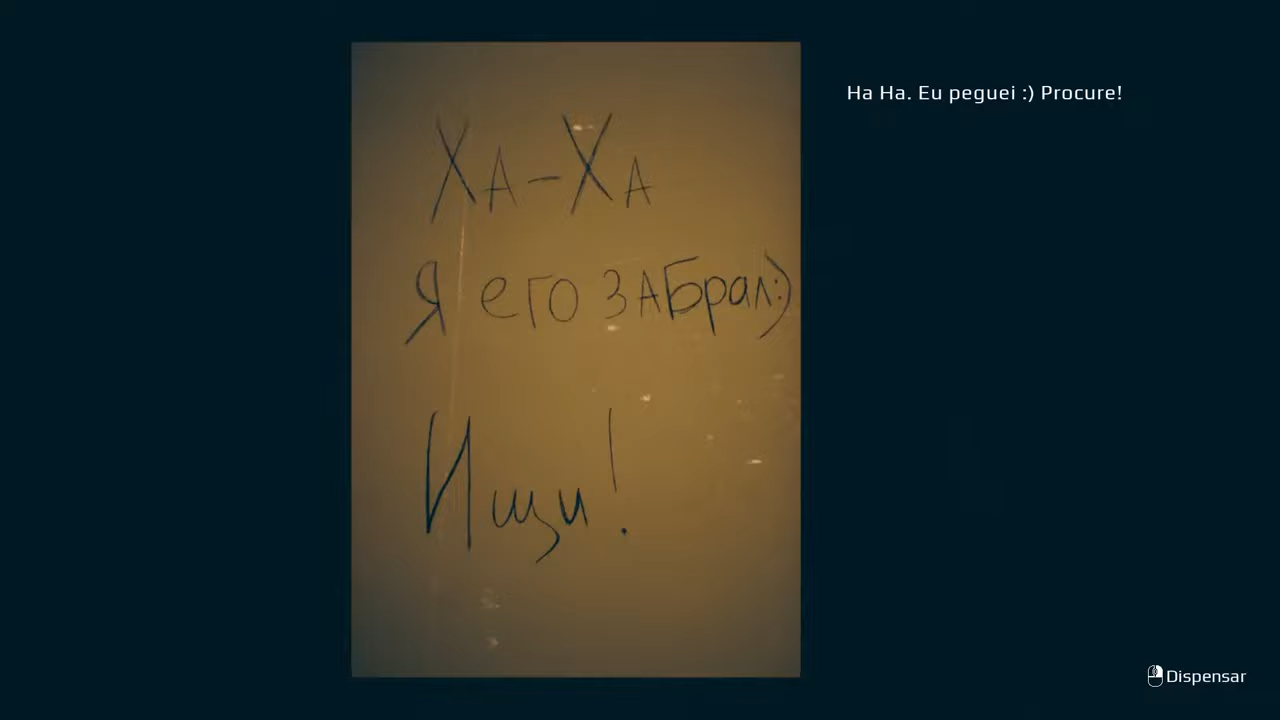 Ха-Ха
Я его забрал:)
Ищи!
Ha Ha. Eu peguei :) Procure!
Dispensar